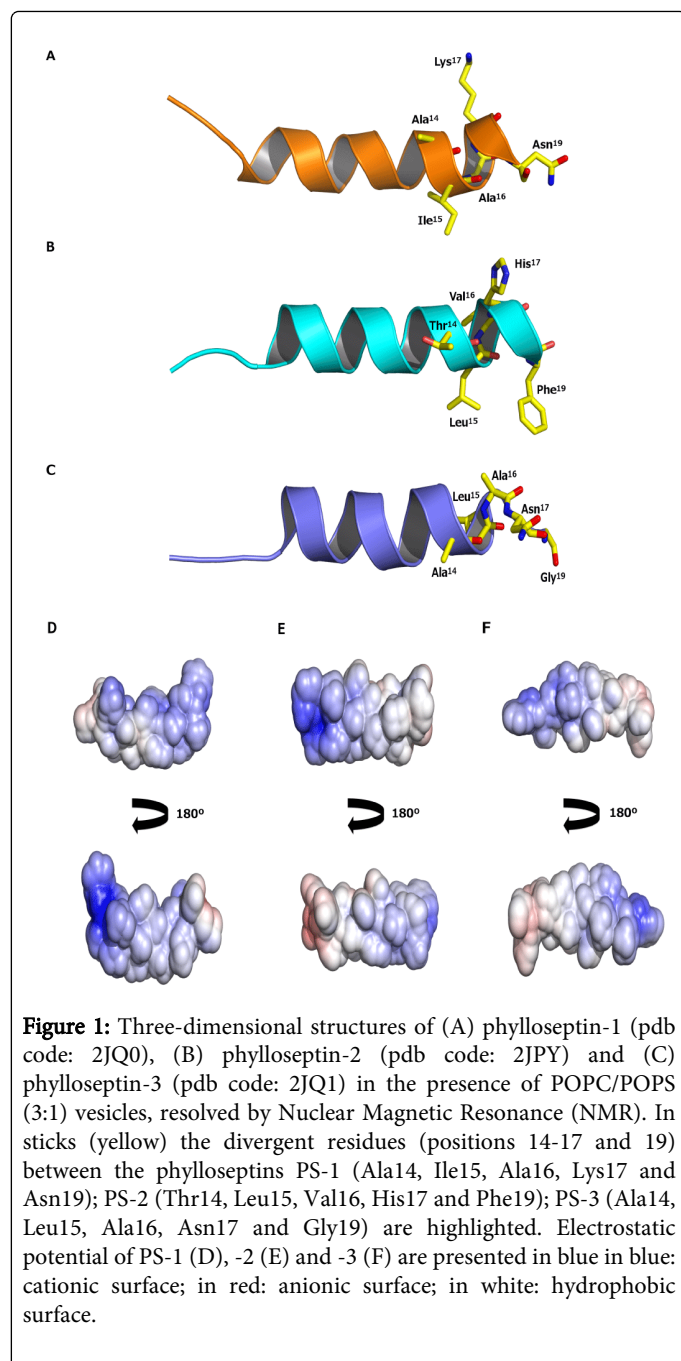 A
Lys17
Ala14
Asn19
Ala16
Ile15
B
His17
Val16
Thr14
Phe19
Leu15
C
Ala16
Leu15
Asn17
Ala14
Gly19
D E F
180º 180º 180º
Figure 1: Three-dimensional structures of (A) phylloseptin-1 (pdb
code: 2JQ0), (B) phylloseptin-2 (pdb code: 2JPY) and (C)
phylloseptin-3 (pdb code: 2JQ1) in the presence of POPC/POPS
(3:1) vesicles, resolved by Nuclear Magnetic Resonance (NMR). In
sticks (yellow) the divergent residues (positions 14-17 and 19)
between the phylloseptins PS-1 (Ala14, Ile15, Ala16, Lys17 and
Asn19); PS-2 (Thr14, Leu15, Val16, His17 and Phe19); PS-3 (Ala14,
Leu15, Ala16, Asn17 and Gly19) are highlighted. Electrostatic
potential of PS-1 (D), -2 (E) and -3 (F) are presented in blue in blue:
cationic surface; in red: anionic surface; in white: hydrophobic
surface.